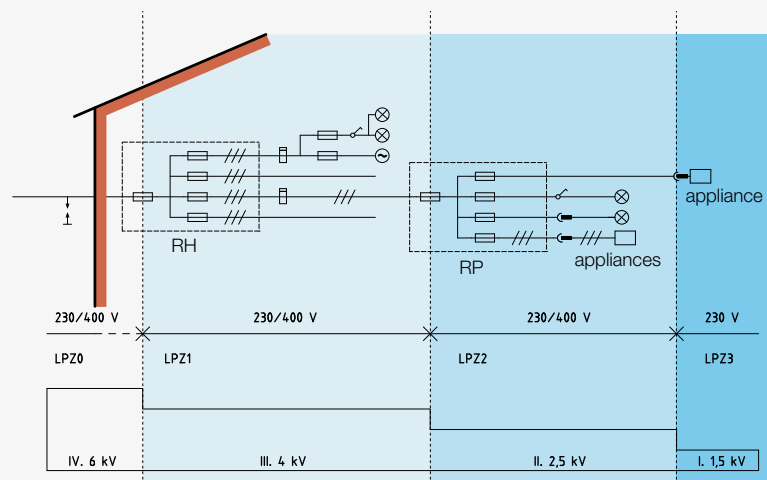 appliance
RH
RP
appliances
230/400 V
230/400 V
230/400 V
230 V
LPZ0
LPZ1
LPZ2
LPZ3
IV. 6 kV
III. 4 kV
II. 2,5 kV
I. 1,5 kV